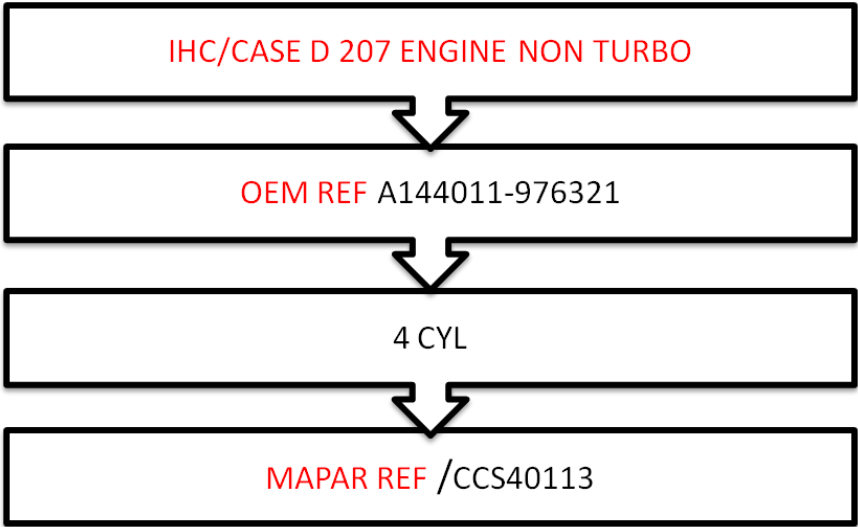 IHC/CASE D 207 ENGINE NON TURBO
OEM REF A144011-976321
4 CYL
MAPAR REF /CCS40113